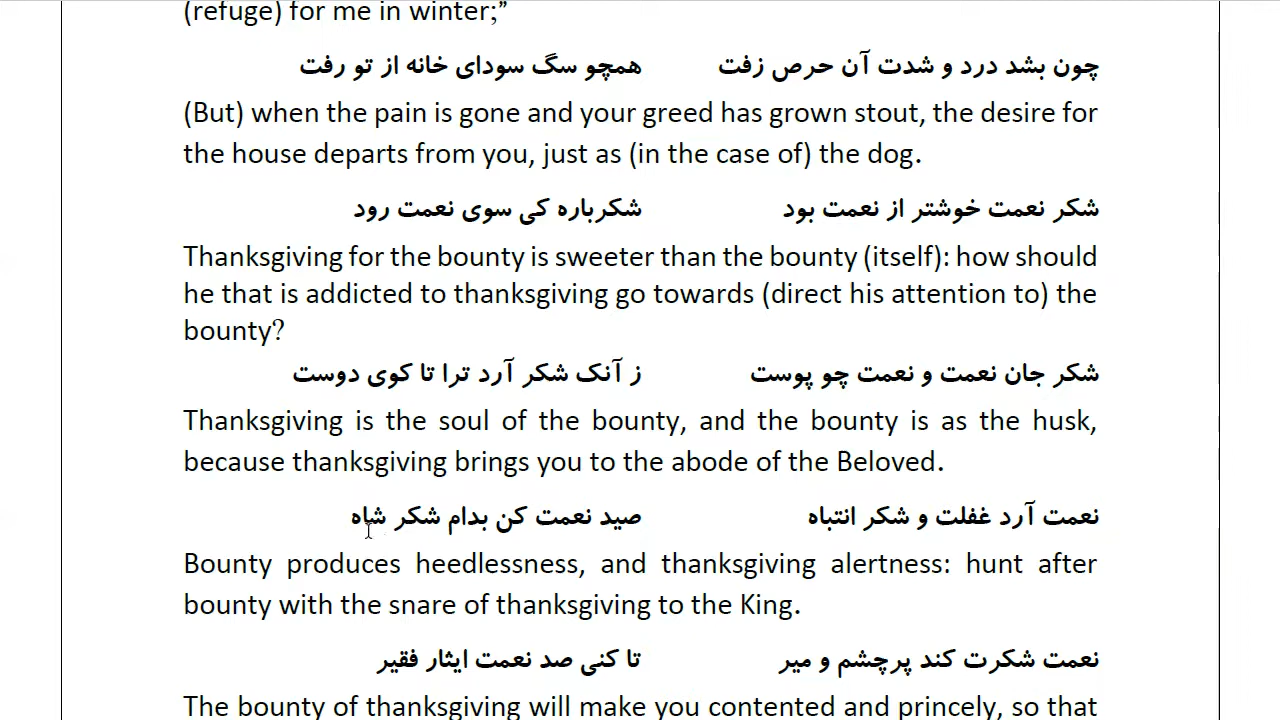 (refuge) for me in winter;”
چون بشد درد و شدت آن حرص زفت همچو سگ سودای خانه از تو رفت
(But) when the pain is gone and your greed has grown stout, the desire for
the house departs from you, just as (in the case of) the dog.
شکر نعمت خوشتر از نعمت بود شکرباره کی سوی نعمت رود
Thanksgiving for the bounty is sweeter than the bounty (itself): how should
he that is addicted to thanksgiving go towards (direct his attention to) the
bounty?
شکر جان نعمت و نعمت چو پوست ز آنک شکر آرد ترا تا کوی دوست
Thanksgiving is the soul of the bounty, and the bounty is as the husk,
because thanksgiving brings you to the abode of the Beloved.
نعمت آرد غفلت و شکر انتباه صید نعمت کن بدام شکر شاه
Bounty produces heedlessness, and thanksgiving alertness: hunt after
bounty with the snare of thanksgiving to the King.
نعمت شکرت کند پرچشم و میر تا کنی صد نعمت ایثار فقیر
The bounty of thanksgiving will make you contented and princely, so that